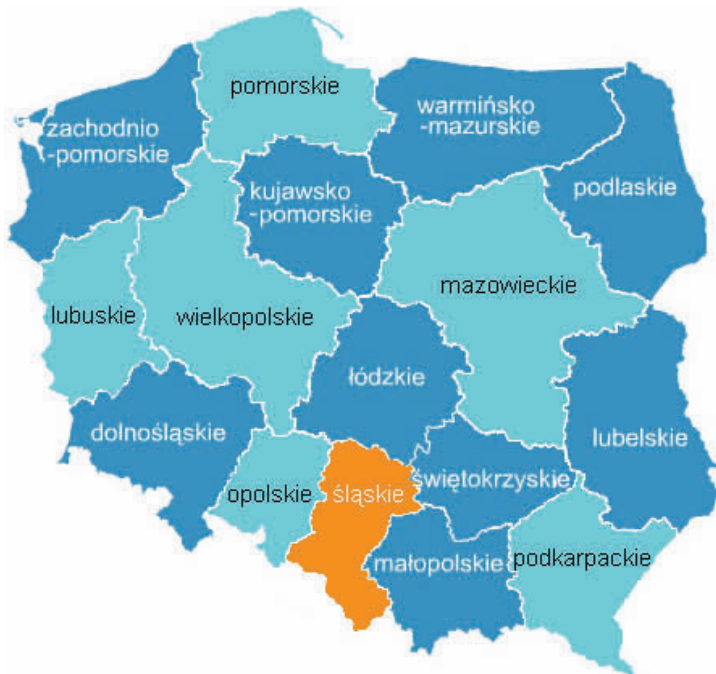 pomorskie
warmińsko
-mazurskie
zachodnio
-pomorskie
podlaskie
kujawsko
-pomorskie
mazowieckie
lubuskie
wielkopolskie
łódzkie
dolnośląskie
lubelskie
opolskie
śląskie
świętokrzyskie
małopolskie
podkarpackie